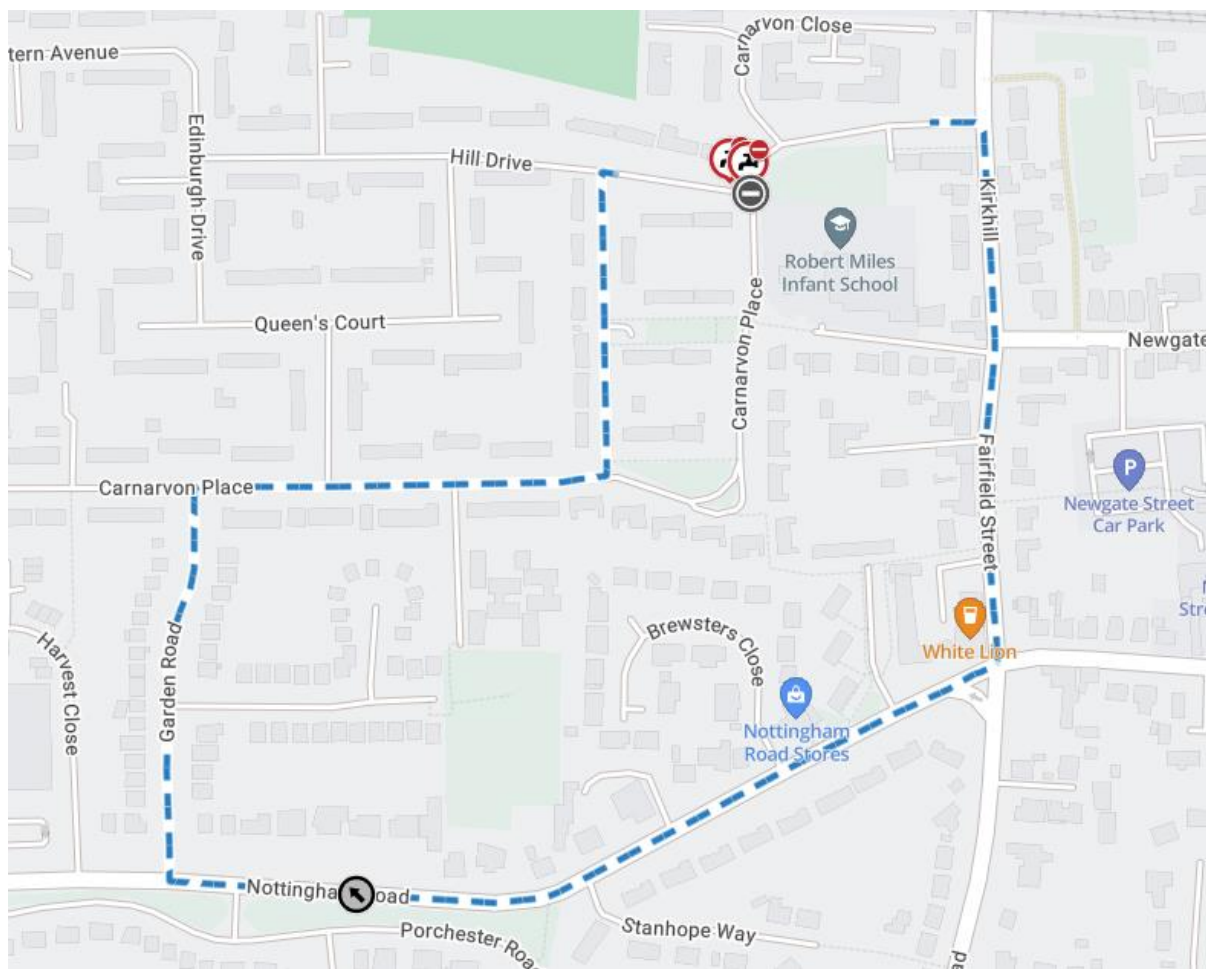 Carnarvon Close
tern Avenue
Edinburgh Drive
Hill Drive
Kirkhill
Robert Miles
Infant School
Queen's Court
Carnarvon Place
Newgate
Fairfield Street
Carnarvon Place
P
Newgate Street
Car Park
Garden Road
Harvest Close
Brewsters Close
White Lion
Nottingham
Road Stores
Nottingham Road
Stanhope Way
Porchester Roa